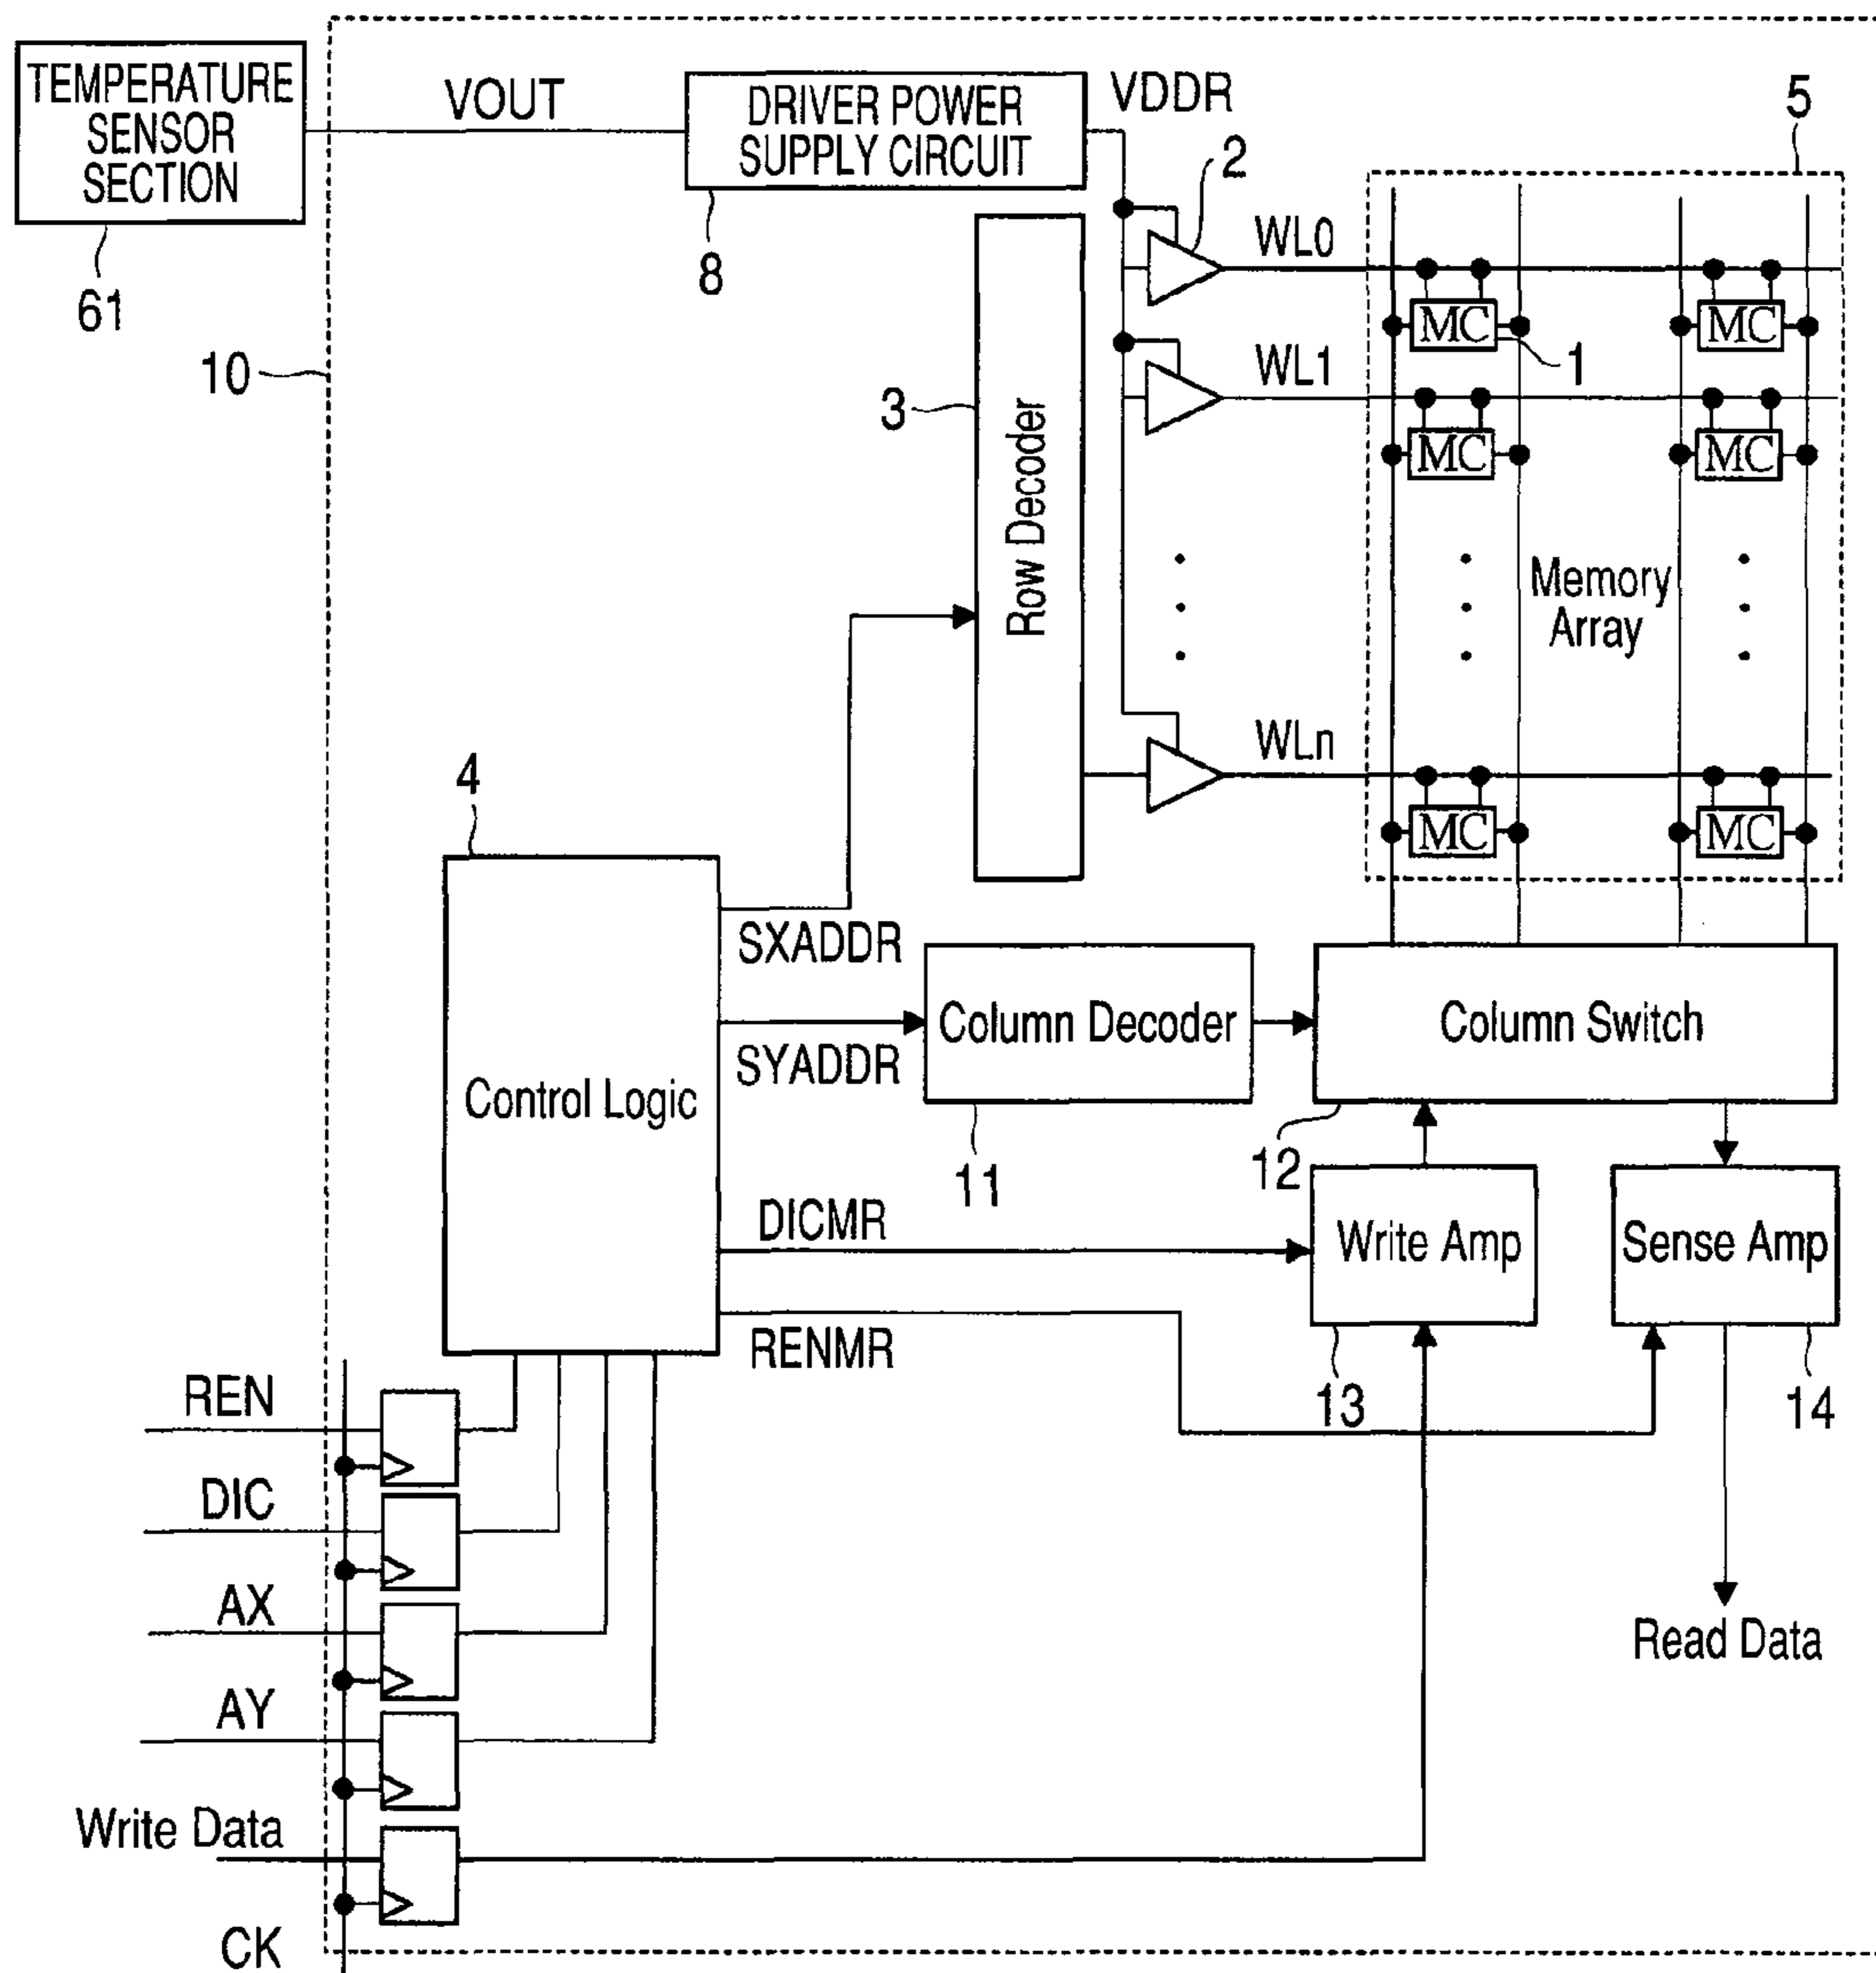 TEMPERATURE
SENSOR
SECTION
61
VOUT
DRIVER POWER
SUPPLY CIRCUIT
8
VDDR
2
5
10
3
Row Decoder
WL0
MC
MC
1
WL1
MC
MC
Memory
Array
WLn
MC
MC
4
Control Logic
SXADDR
SYADDR
Column Decoder
11
Column Switch
12
DICMR
RENMR
Write Amp
13
Sense Amp
14
REN
DIC
AX
AY
Write Data
CK
Read Data